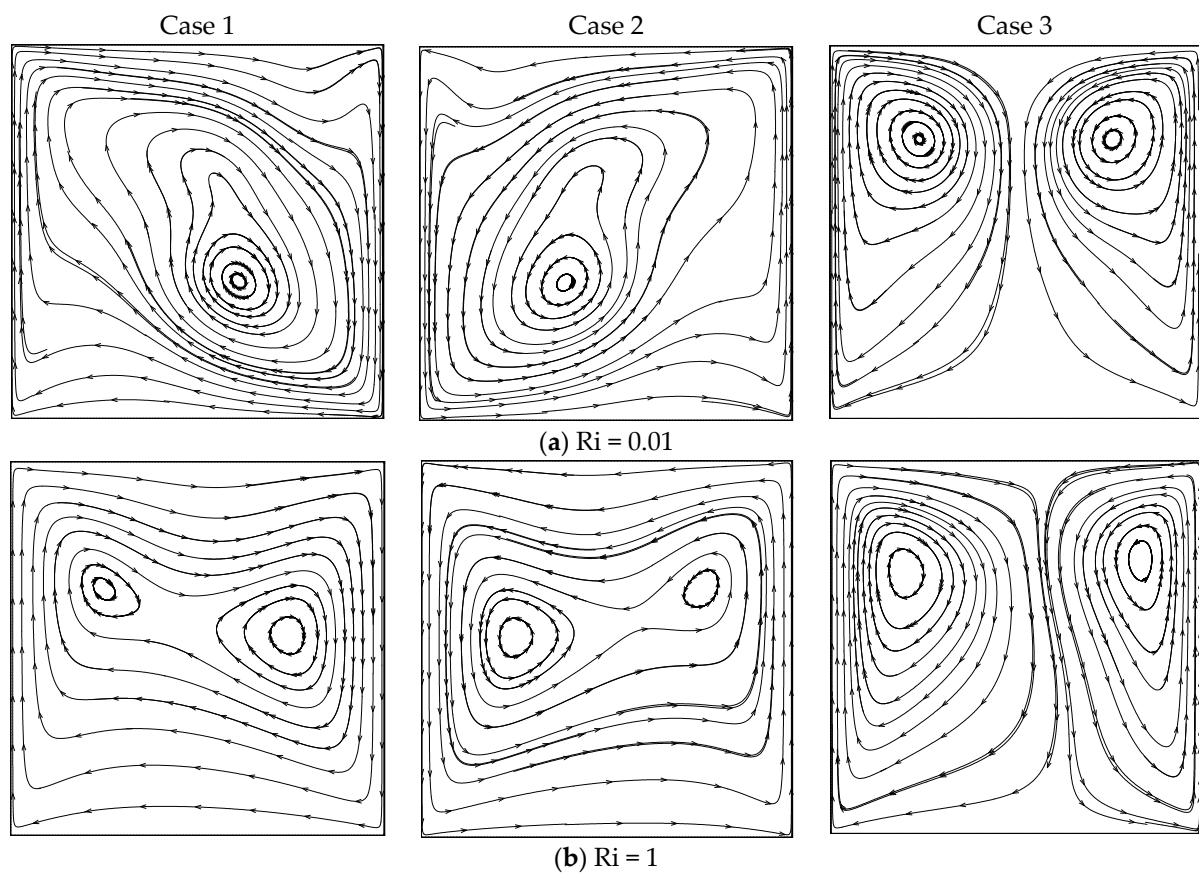 Case 1 Case 2 Case 3
(a) Ri = 0.01
(b) Ri = 1